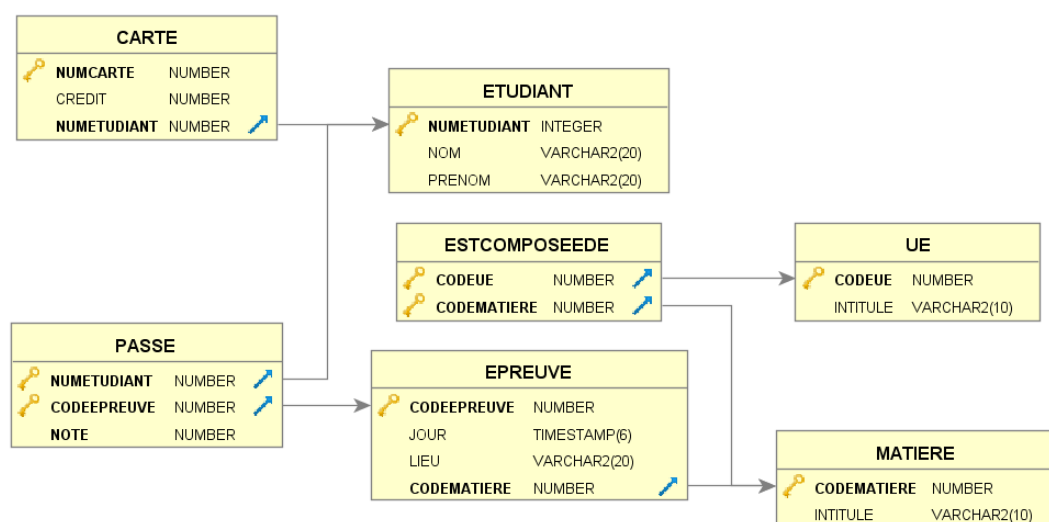 CARTE
NUMCARTE NUMBER
CREDIT NUMBER
NUMETUDIANT NUMBER
ETUDIANT
NUMETUDIANT INTEGER
NOM VARCHAR2(20)
PRENOM VARCHAR2(20)
ESTCOMPOSEEDE
CODEUE NUMBER
CODEMATIERE NUMBER
UE
CODEUE NUMBER
INTITULE VARCHAR2(10)
PASSE
NUMETUDIANT NUMBER
CODEEPREUVE NUMBER
NOTE NUMBER
EPREUVE
CODEEPREUVE NUMBER
JOUR TIMESTAMP(6)
LIEU VARCHAR2(20)
CODEMATIERE NUMBER
MATIERE
CODEMATIERE NUMBER
INTITULE VARCHAR2(10)